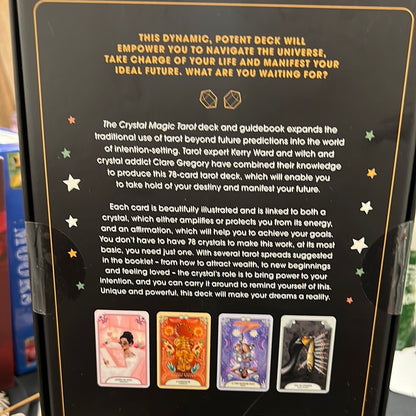 THIS DYNAMIC, POTENT DECK WILL
EMPOWER YOU TO NAVIGATE THE UNIVERSE,
TAKE CHARGE OF YOUR LIFE AND MANIFEST YOUR
IDEAL FUTURE. WHAT ARE YOU WAITING FOR?
The Crystal Magic Tarot deck and guidebook expands the
traditional use of tarot beyond future predictions into the world
of intention-setting. Tarot expert Kerry Ward and witch and
crystal addict Clare Gregory have combined their knowledge
to produce this 78-card tarot deck, which will enable you
to take hold of your destiny and manifest your future.
Each card is beautifully illustrated and is linked to both a
crystal, which either amplifies or protects you from its energy,
and an affirmation, which will help you to achieve your goals.
You don't have to have 78 crystals to make this work, at its most
basic, you need just one. With several tarot spreads suggested
in the booklet – from how to attract wealth, to new beginnings
and feeling loved – the crystal's role is to bring power to your
intention, and you can carry it around to remind yourself of this.
Unique and powerful, this deck will make your dreams a reality.